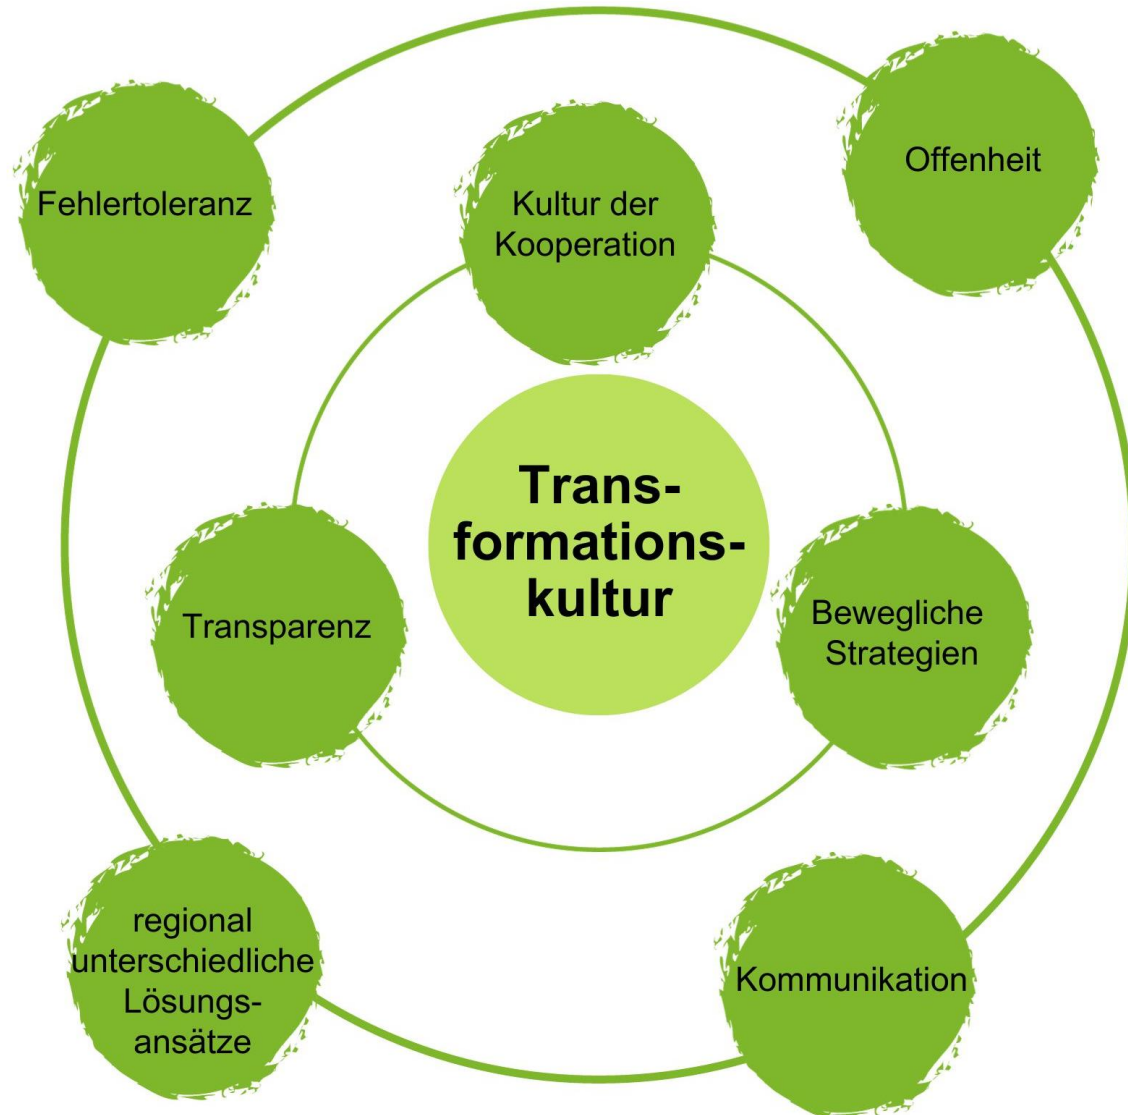 Offenheit
Fehlertoleranz
Kultur der
Kooperation
Trans-
formations-
kultur
Transparenz
Bewegliche
Strategien
regional
unterschiedliche
Lösungs-
ansätze
Kommunikation